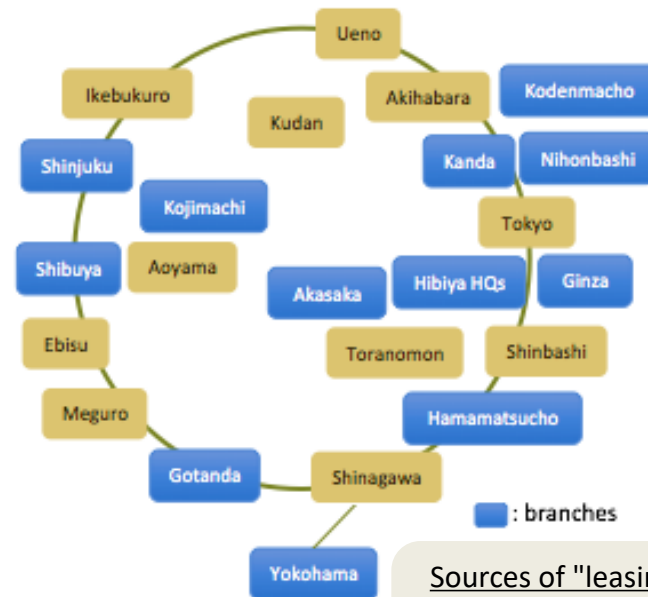 Ueno
Ikebukuro
Akihabara
Kodenmacho
Kudan
Shinjuku
Kanda
Nihonbashi
Kojimachi
Tokyo
Shibuya
Aoyama
Akasaka
Hibiya HQs
Ginza
Ebisu
Toranomon
Shinbashi
Meguro
Hamamatsucho
Gotanda
Shinagawa
: branches
Yokohama
Sources of "leasin